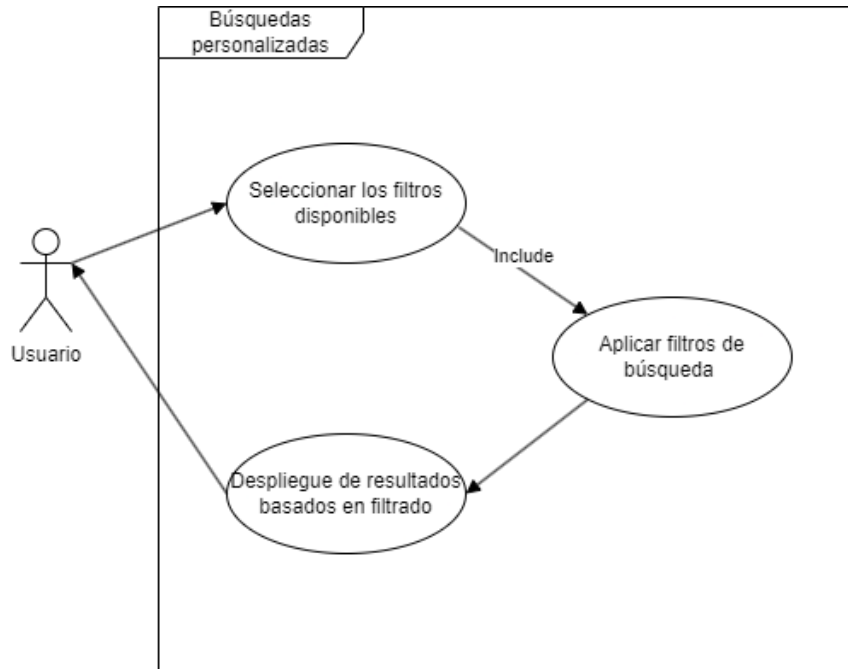 Búsquedas
personalizadas
Seleccionar los filtros
disponibles
Include
Usuario
Aplicar filtros de
búsqueda
Despliegue de resultados
basados en filtrado